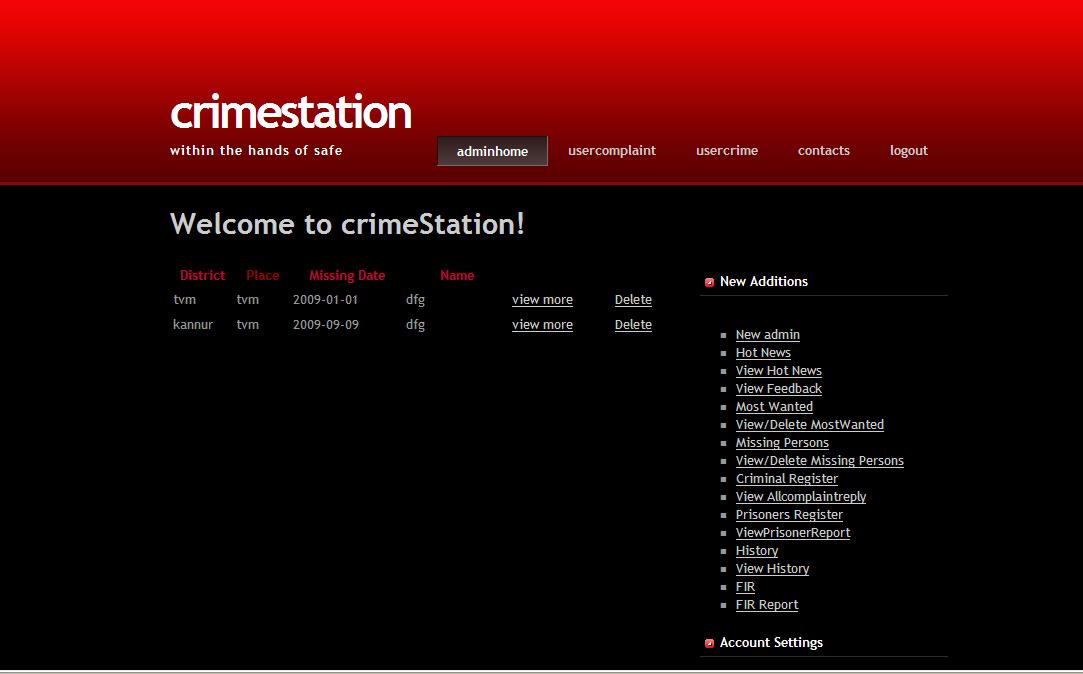 crimestation
within the hands of safe
adminhome usercomplaint usercrime contacts logout
Welcome to crimeStation!
District Place Missing Date Name
tvm tvm 2009-01-01 dfg view more Delete
kannur tvm 2009-09-09 dfg view more Delete
New Additions
New admin
Hot News
View Hot News
View Feedback
Most Wanted
View/Delete MostWanted
Missing Persons
View/Delete Missing Persons
Criminal Register
View Allcomplaintreply
Prisoners Register
ViewPrisonerReport
History
View History
FIR
FIR Report
Account Settings